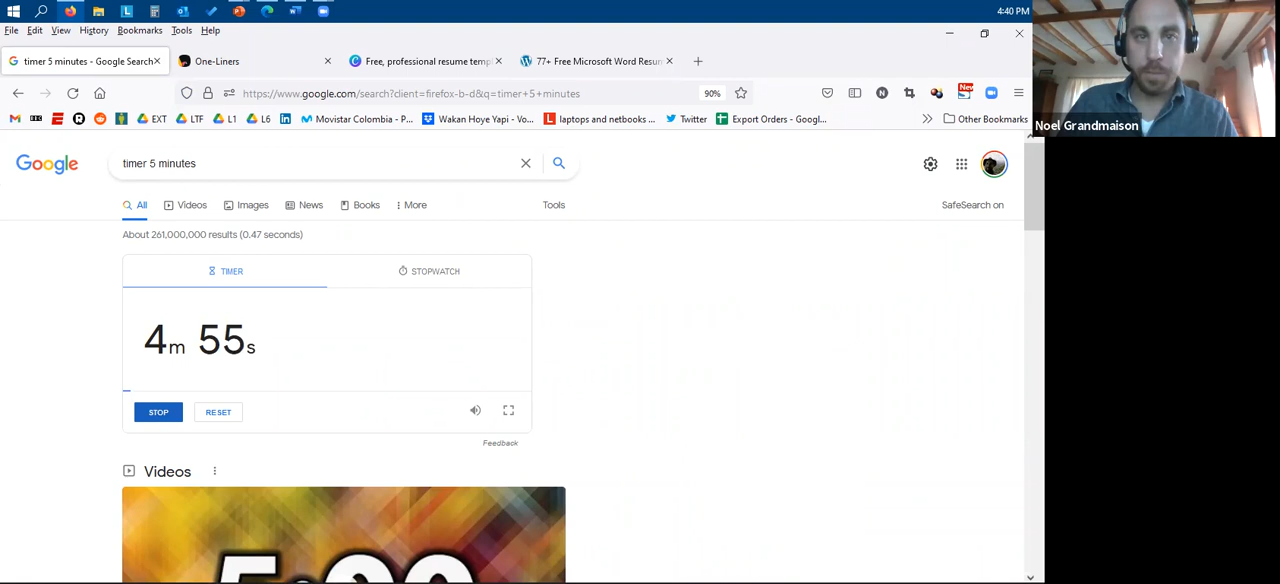 4:40 PM
File Edit View History Bookmarks Tools Help
timer 5 minutes - Google Search
One-Liners
Free, professional resume templ
77+ Free Microsoft Word Resum
https://www.google.com/search?client=firefox-b-d&q=timer+5+minutes
90%
New
EXT LTF L1 L6 Movistar Colombia - P... Wakan Hoye Yapi - Vo... laptops and netbooks ... Twitter Export Orders - Googl... Other Bookmarks
Noel Grandmaison
Google
timer 5 minutes
All Videos Images News Books More Tools SafeSearch on
About 261,000,000 results (0.47 seconds)
TIMER STOPWATCH
4m 55s
STOP RESET
Feedback
Videos